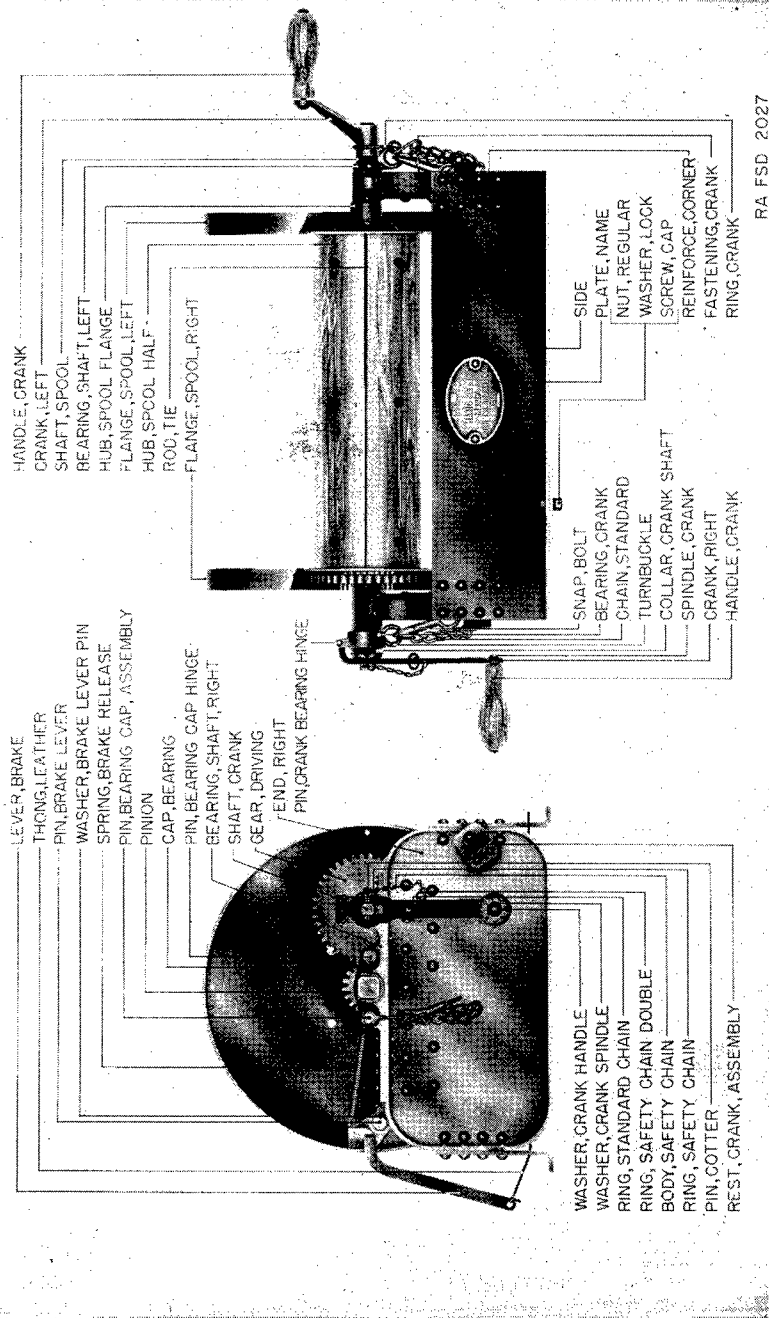 LEVER, BRAKE
THONG, LEATHER
PIN, BRAKE LEVER
WASHER, BRAKE LEVER PIN
SPRING, BRAKE RELEASE
PIN, BEARING CAP, ASSEMBLY
PINION
CAP, BEARING
PIN, BEARING CAP HINGE
BEARING, SHAFT, RIGHT
SHAFT, CRANK
GEAR, DRIVING
END, RIGHT
PIN, CRANK BEARING HINGE
HANDLE, CRANK
CRANK, LEFT
SHAFT, SPOOL
BEARING, SHAFT, LEFT
HUB, SPOOL FLANGE
FLANGE, SPOOL, LEFT
HUB, SPOOL HALF
ROD, TIE
FLANGE, SPOOL, RIGHT
WASHER, CRANK HANDLE
WASHER, CRANK SPINDLE
RING, STANDARD CHAIN
RING, SAFETY CHAIN DOUBLE
BODY, SAFETY CHAIN
RING, SAFETY CHAIN
PIN, COTTER
REST, CRANK, ASSEMBLY
SNAP, BOLT
BEARING, CRANK
CHAIN, STANDARD
TURNBUCKLE
COLLAR, CRANK SHAFT
SPINDLE, CRANK
CRANK, RIGHT
HANDLE, CRANK
SIDE
PLATE, NAME
NUT, REGULAR
WASHER, LOCK
SCREW, CAP
REINFORCE, CORNER
FASTENING, CRANK
RING, CRANK
RA FSD 2027